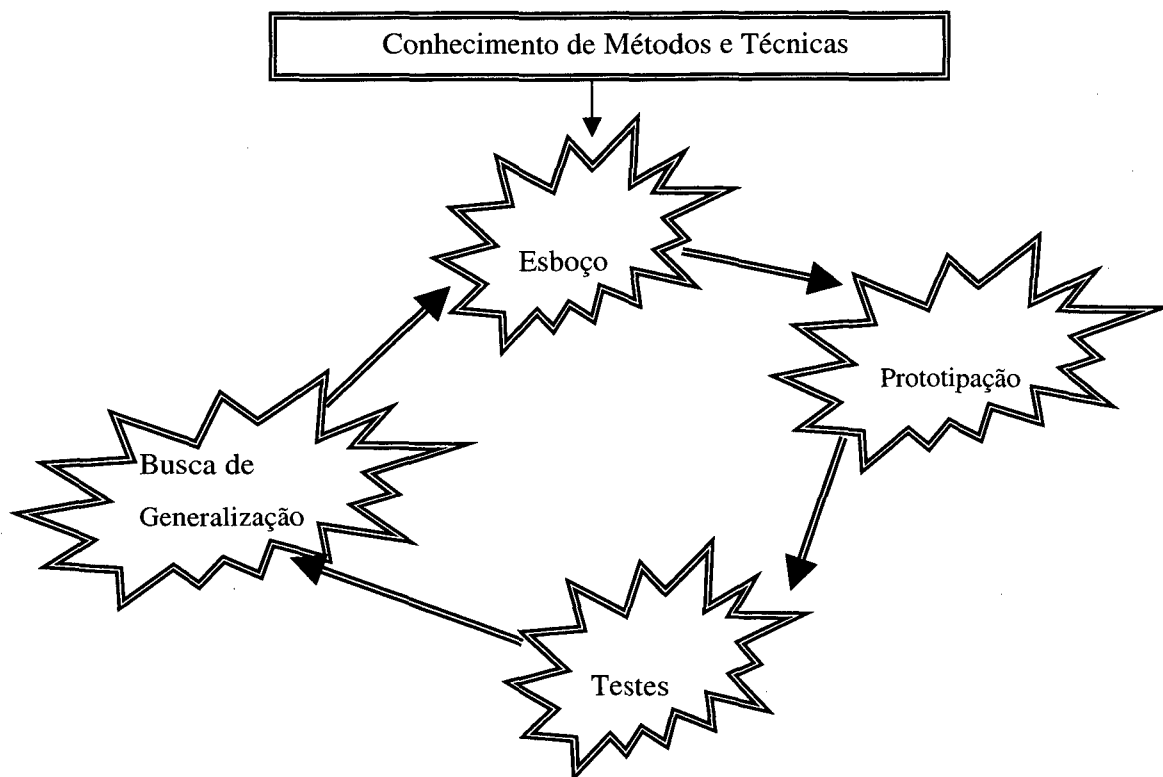 Conhecimento de Métodos e Técnicas
Esboço
Prototipação
Busca de
Generalização
Testes